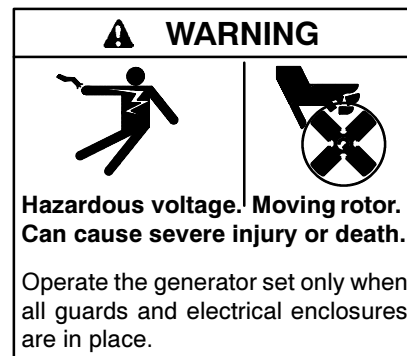 WARNING
Hazardous voltage. Moving rotor.
Can cause severe injury or death.
Operate the generator set only when
all guards and electrical enclosures
are in place.